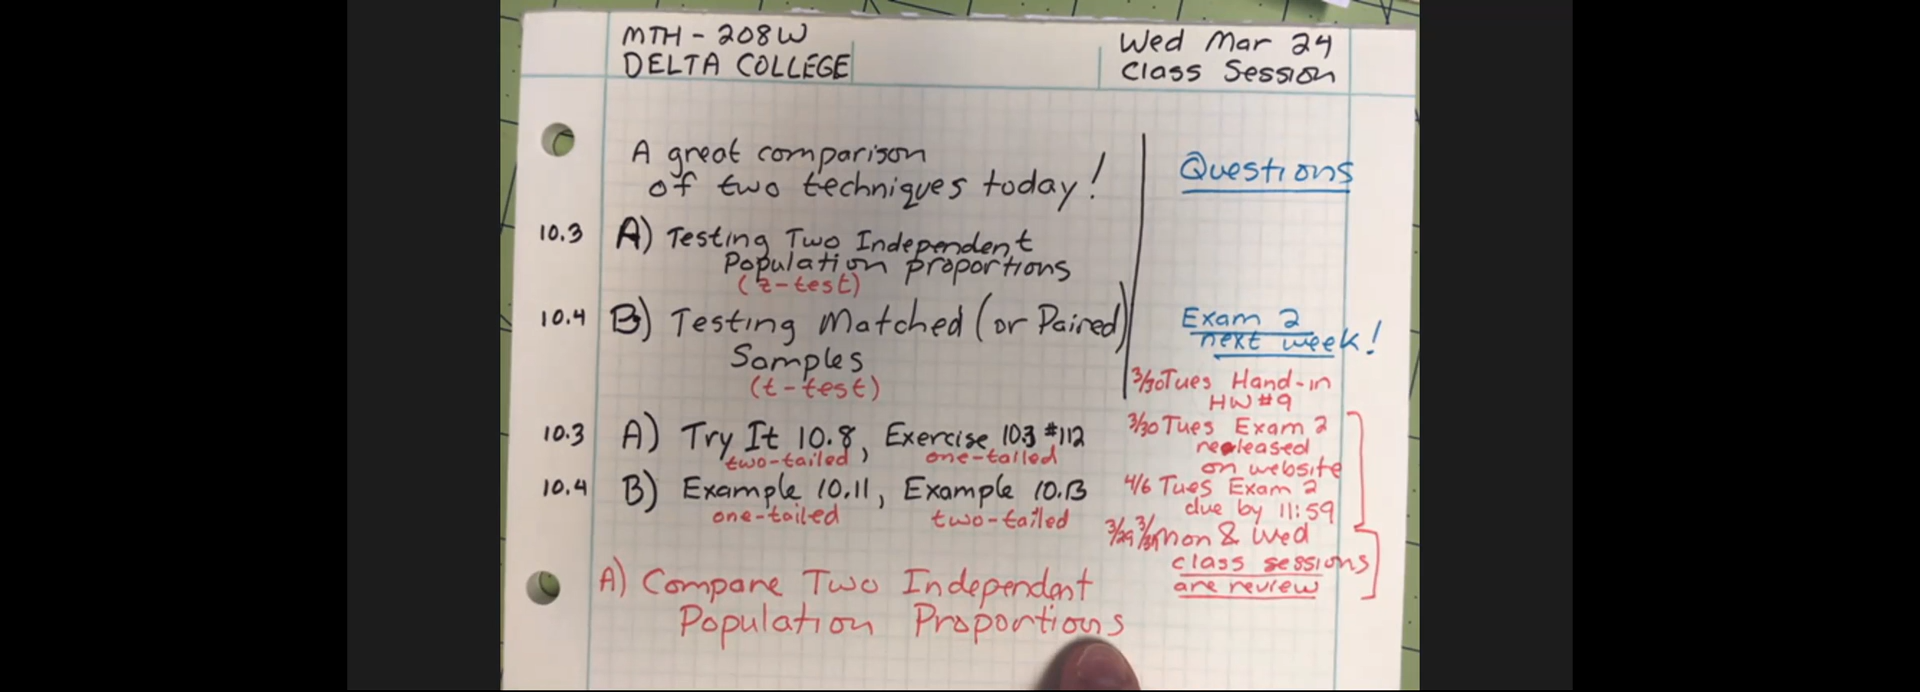 MTH - 208W
DELTA COLLEGE
Wed Mar 24
Class Session
A great comparison
of two techniques today!
10.3 A) Testing Two Independent
Population proportions
(z-test)
10.4 B) Testing Matched (or Paired)
Samples
(t-test)
10.3 A) Try It 10.8, Exercise 10.3 #112
two-tailed, one-tailed
10.4 B) Example 10.11, Example 10.13
one-tailed two-tailed
A) Compare Two Independent
Population Proportions
Questions
Exam 2
next week!
3/30 Tues Hand-in
HW #9
3/30 Tues Exam 2
released
on website
4/6 Tues Exam 2
due by 11:59
3/29 3/31 Mon & Wed
class sessions
are review